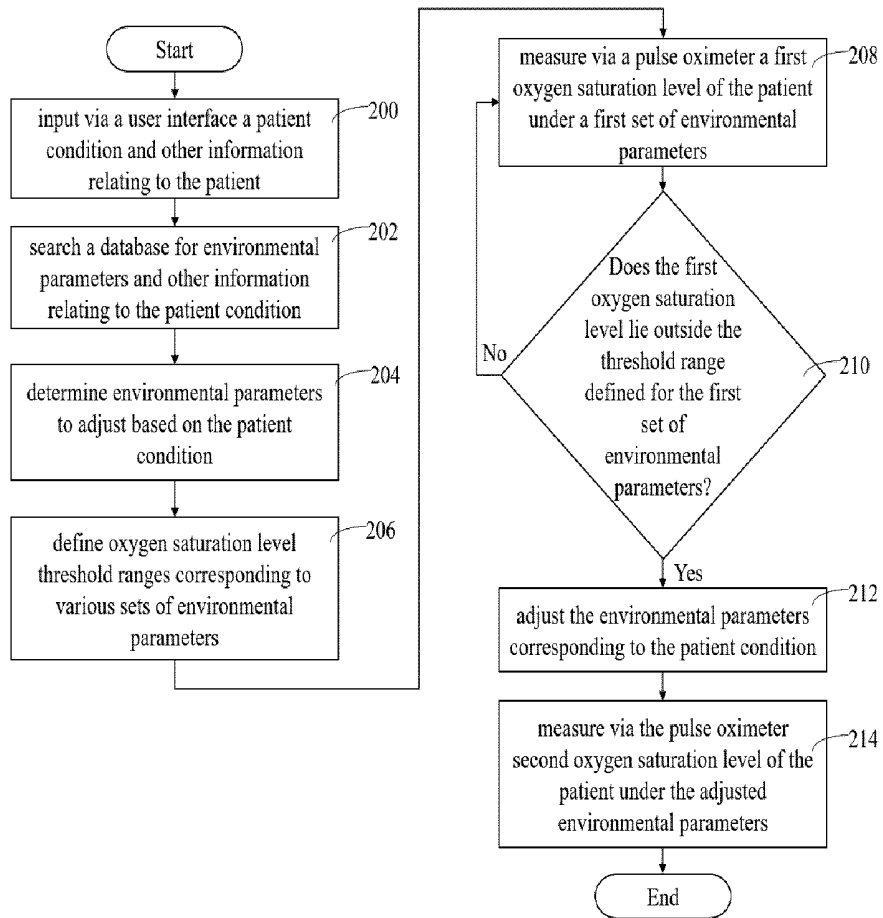 Start
200
input via a user interface a patient
condition and other information
relating to the patient
202
search a database for environmental
parameters and other information
relating to the patient condition
204
determine environmental parameters
to adjust based on the patient
condition
206
define oxygen saturation level
threshold ranges corresponding to
various sets of environmental
parameters
208
measure via a pulse oximeter a first
oxygen saturation level of the patient
under a first set of environmental
parameters
Does the first
oxygen saturation
level lie outside the
threshold range
defined for the first
set of
environmental
parameters?
No
210
Yes
212
adjust the environmental parameters
corresponding to the patient condition
214
measure via the pulse oximeter
second oxygen saturation level of the
patient under the adjusted
environmental parameters
End